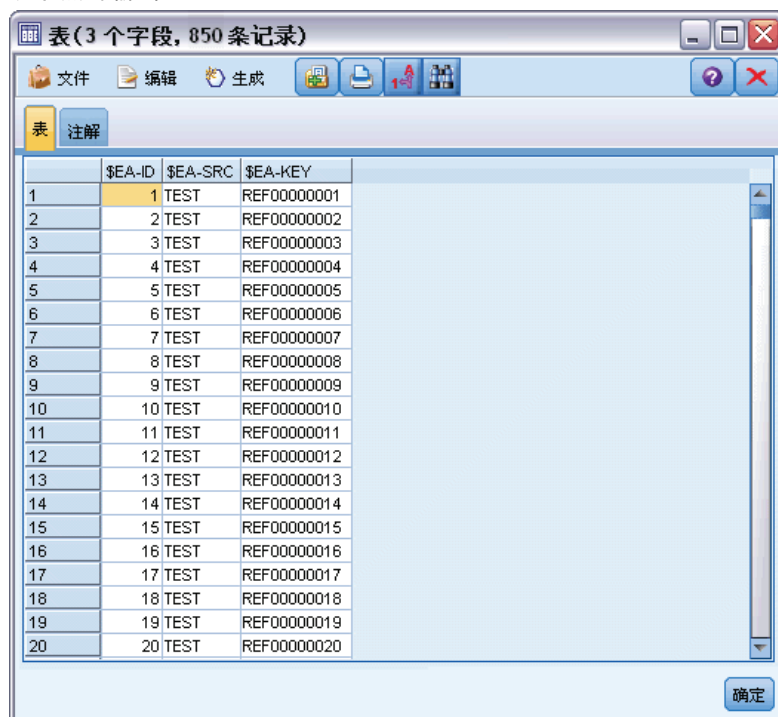 表(3 个字段, 850 条记录)
文件 编辑 生成
表 注解
$EA-ID $EA-SRC $EA-KEY
1 1 TEST REF00000001
2 2 TEST REF00000002
3 3 TEST REF00000003
4 4 TEST REF00000004
5 5 TEST REF00000005
6 6 TEST REF00000006
7 7 TEST REF00000007
8 8 TEST REF00000008
9 9 TEST REF00000009
10 10 TEST REF00000010
11 11 TEST REF00000011
12 12 TEST REF00000012
13 13 TEST REF00000013
14 14 TEST REF00000014
15 15 TEST REF00000015
16 16 TEST REF00000016
17 17 TEST REF00000017
18 18 TEST REF00000018
19 19 TEST REF00000019
20 20 TEST REF00000020
确定